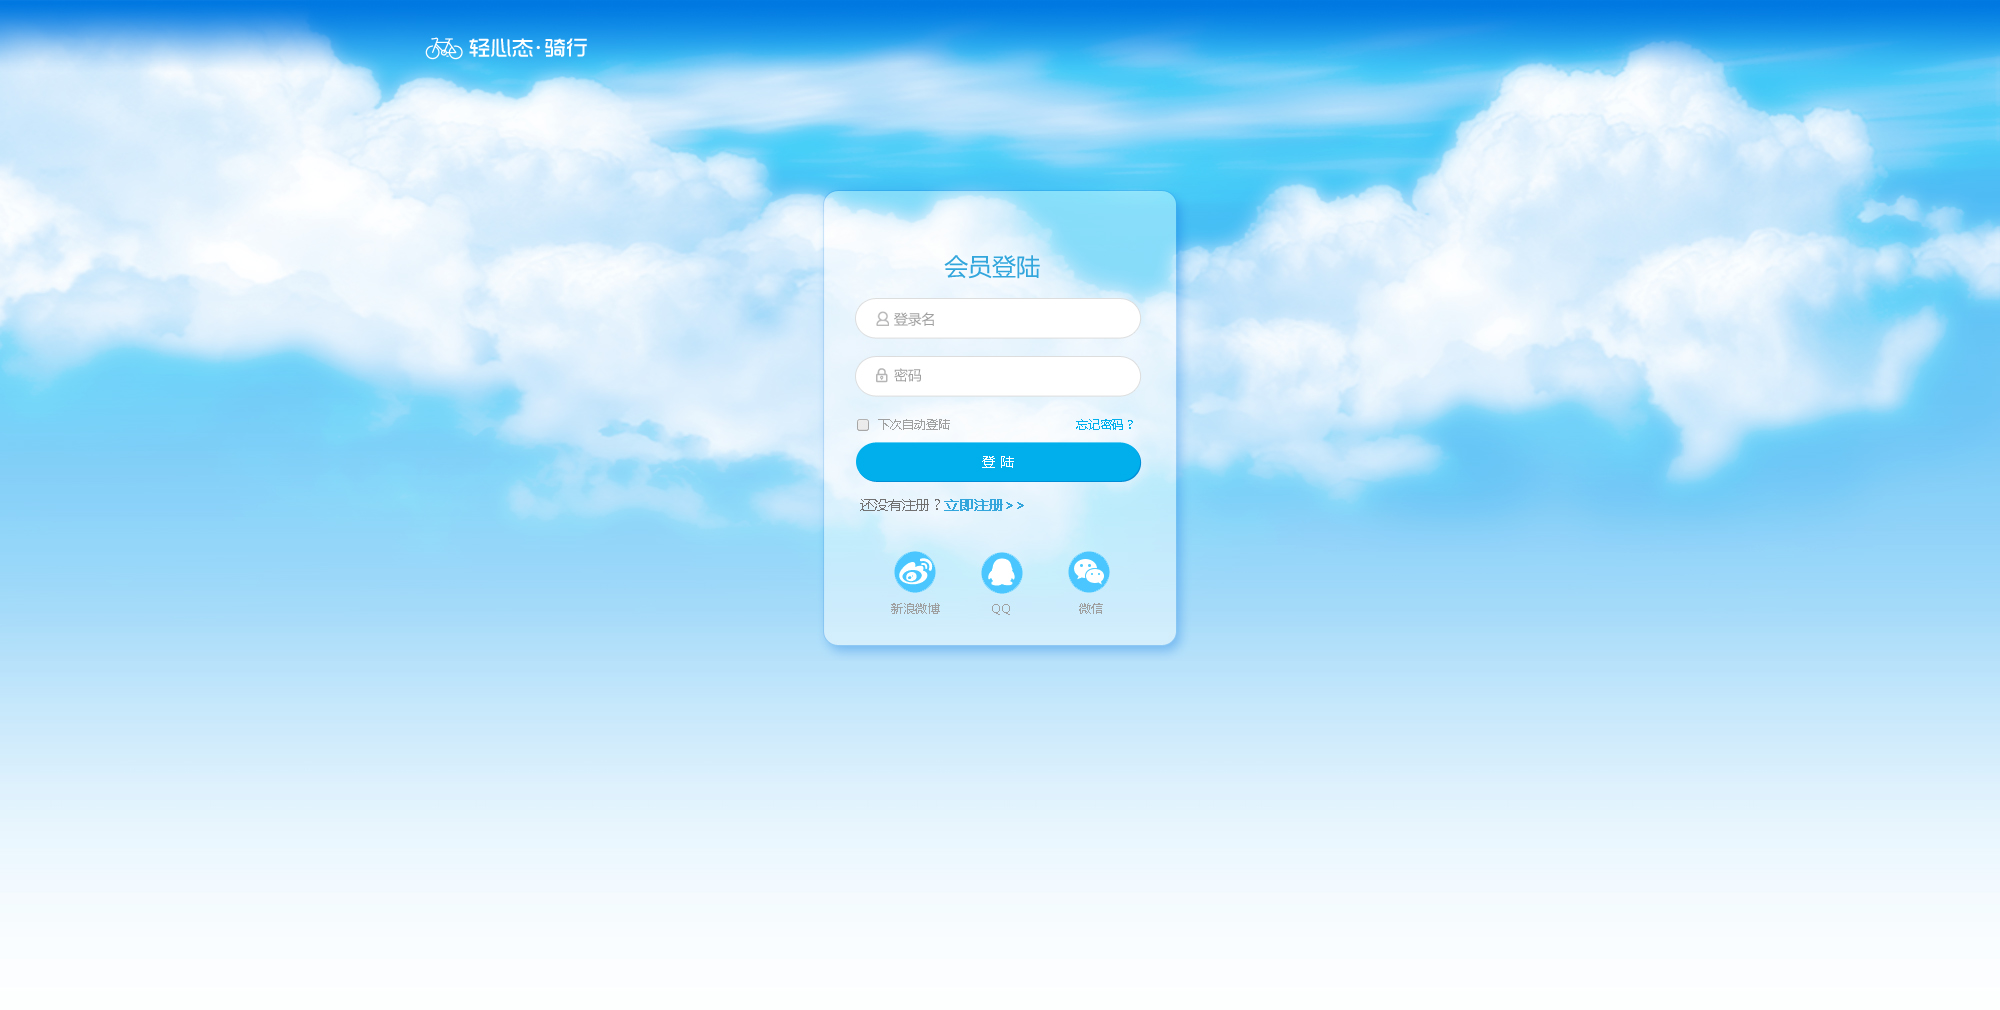 轻心态·骑行
会员登陆
登录名
密码
下次自动登陆 忘记密码？
登 陆
还没有注册？立即注册>>
新浪微博 QQ 微信